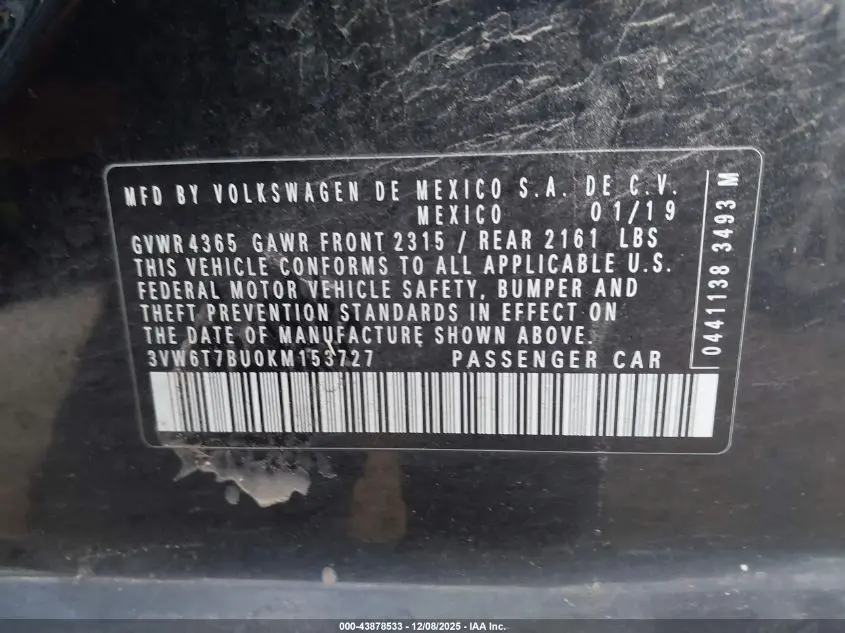 MFD BY VOLKSWAGEN DE MEXICO S.A. DE C.V.
MEXICO 01/19
GVWR 4365 GAWR FRONT 2315 / REAR 2161 LBS
THIS VEHICLE CONFORMS TO ALL APPLICABLE U.S.
FEDERAL MOTOR VEHICLE SAFETY, BUMPER AND
THEFT PREVENTION STANDARDS IN EFFECT ON
THE DATE OF MANUFACTURE SHOWN ABOVE.
3VW6T7BU0KM153727 PASSENGER CAR
0441138 3493 M
000-43878533 | 12/08/2025 - IAA Inc.